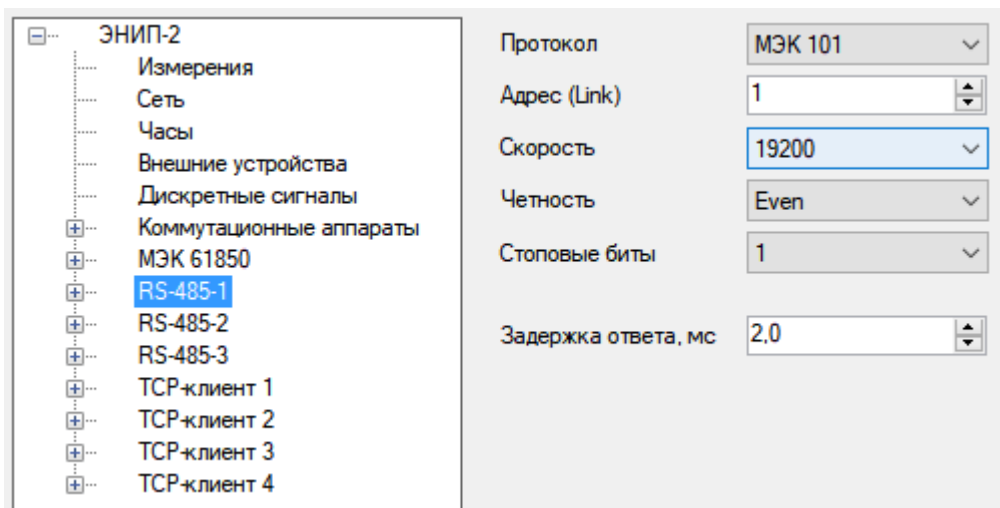 ЭНИП-2
Измерения
Сеть
Часы
Внешние устройства
Дискретные сигналы
Коммутационные аппараты
МЭК 61850
RS-485-1
RS-485-2
RS-485-3
TCP-клиент 1
TCP-клиент 2
TCP-клиент 3
TCP-клиент 4
Протокол МЭК 101
Адрес (Link) 1
Скорость 19200
Четность Even
Стоповые биты 1
Задержка ответа, мс 2,0